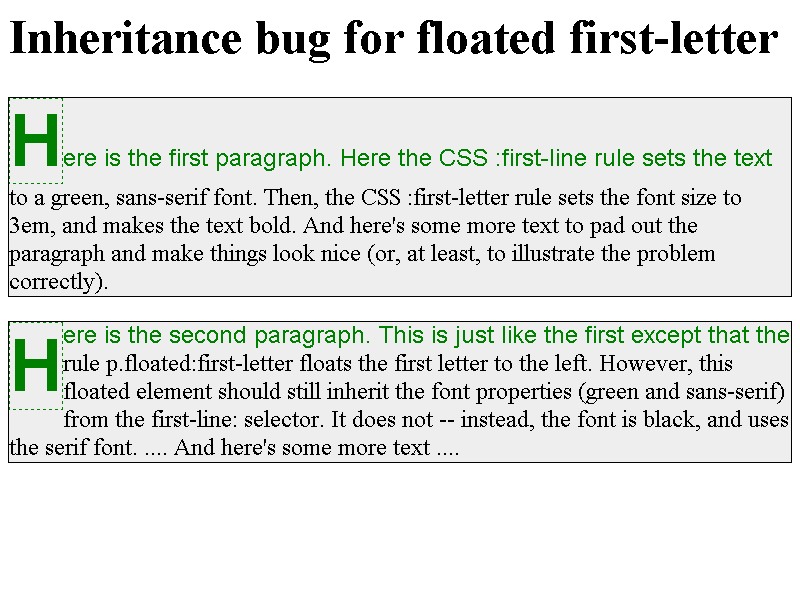 Inheritance bug for floated first-letter
Here is the first paragraph. Here the CSS :first-line rule sets the text
to a green, sans-serif font. Then, the CSS :first-letter rule sets the font size to
3em, and makes the text bold. And here's some more text to pad out the
paragraph and make things look nice (or, at least, to illustrate the problem
correctly).
Here is the second paragraph. This is just like the first except that the
rule p.floated:first-letter floats the first letter to the left. However, this
floated element should still inherit the font properties (green and sans-serif)
from the first-line: selector. It does not -- instead, the font is black, and uses
the serif font. .... And here's some more text ....